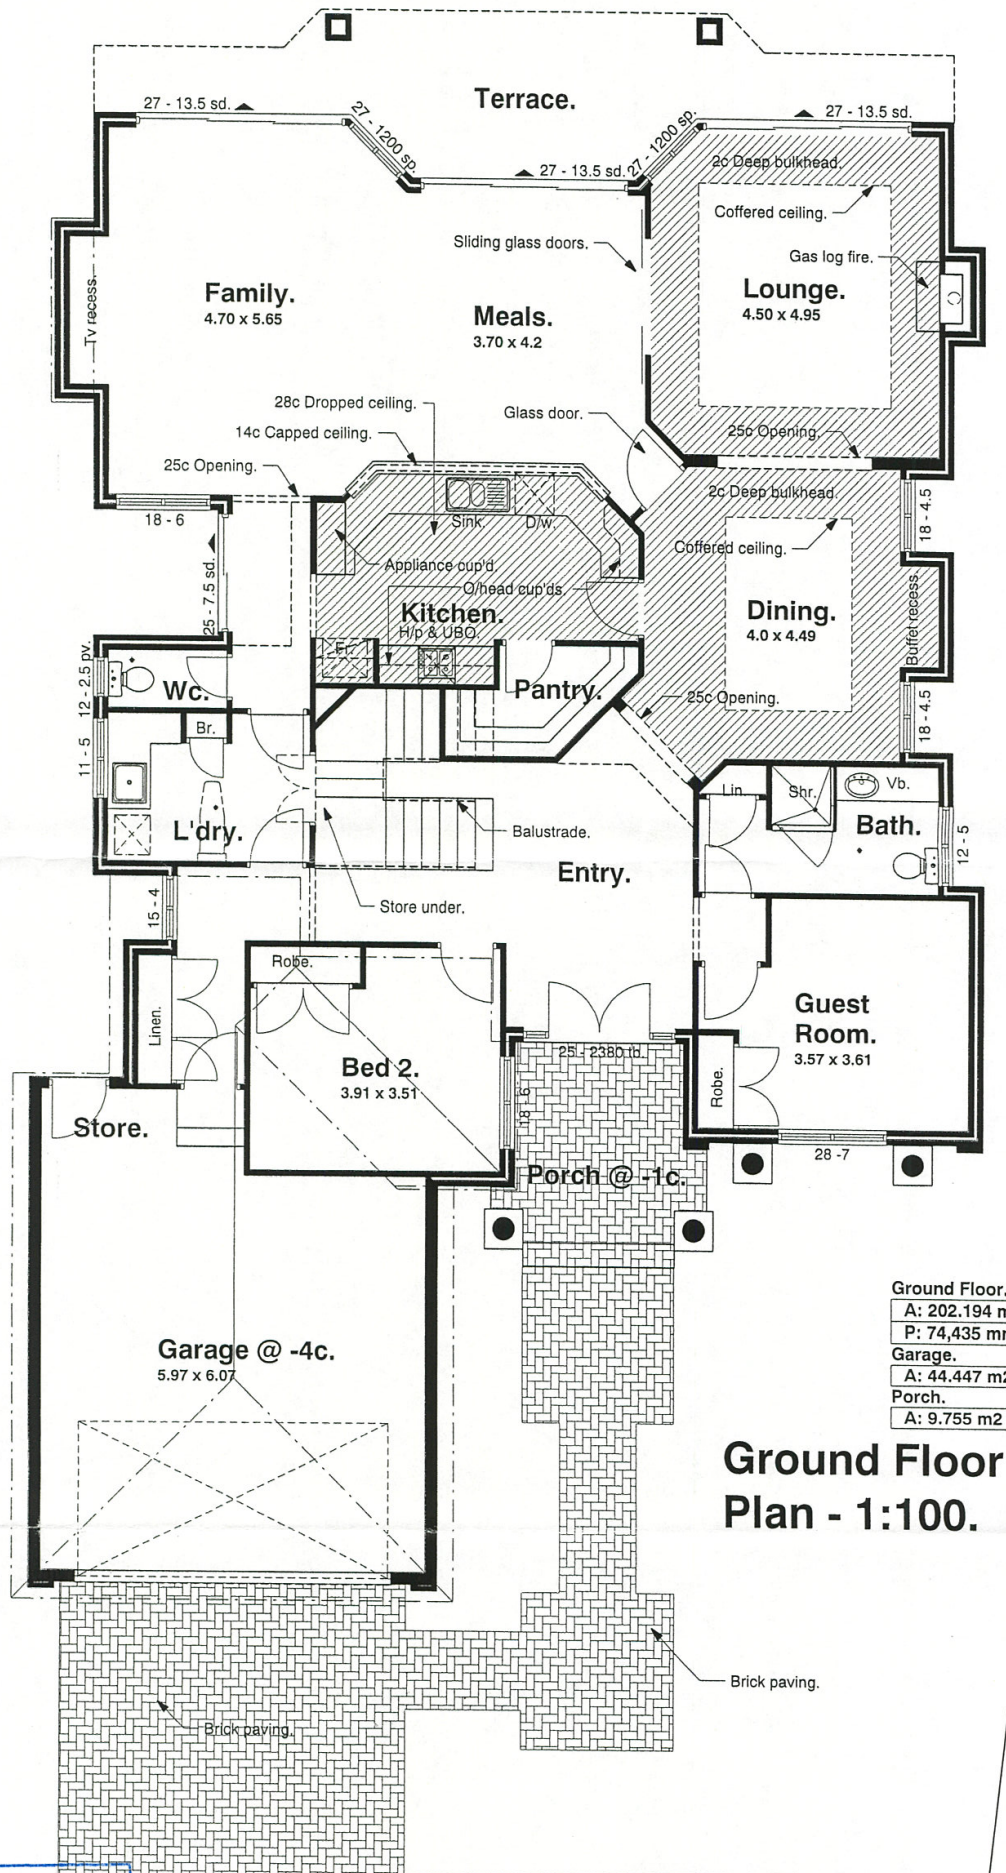 Terrace.
27 - 13.5 sd.
27 - 1200 sp.
27 - 13.5 sd.
27 - 1200 sp.
27 - 13.5 sd.
2c Deep bulkhead.
Coffered ceiling.
Sliding glass doors.
Gas log fire.
Tv recess.
Family.
4.70 x 5.65
Meals.
3.70 x 4.2
Lounge.
4.50 x 4.95
28c Dropped ceiling.
Glass door.
14c Capped ceiling.
25c Opening.
25c Opening.
18 - 6
Sink.
D/w.
2c Deep bulkhead.
18 - 4.5
25 - 7.5 sd.
Appliance cup'd.
Coffered ceiling.
O/head cup'ds.
Kitchen.
H/p & UBO.
Fr.
Dining.
4.0 x 4.49
Buffet recess.
12 - 2.5 pv.
Wc.
Pantry.
25c Opening.
18 - 4.5
11 - 5
Br.
Lin.
Shr.
Vb.
L'dry.
Balustrade.
Bath.
12 - 5
Entry.
15 - 4
Store under.
Robe.
Linen.
Guest
Room.
3.57 x 3.61
25 - 2380 tb.
Bed 2.
3.91 x 3.51
18 - 6
Robe.
Store.
28 -7
Porch @ -1c.
Ground Floor.
A: 202.194 m
P: 74,435 mm
Garage.
A: 44.447 m2
Porch.
A: 9.755 m2
Garage @ -4c.
5.97 x 6.07
Ground Floor
Plan - 1:100.
Brick paving.
Brick paving.